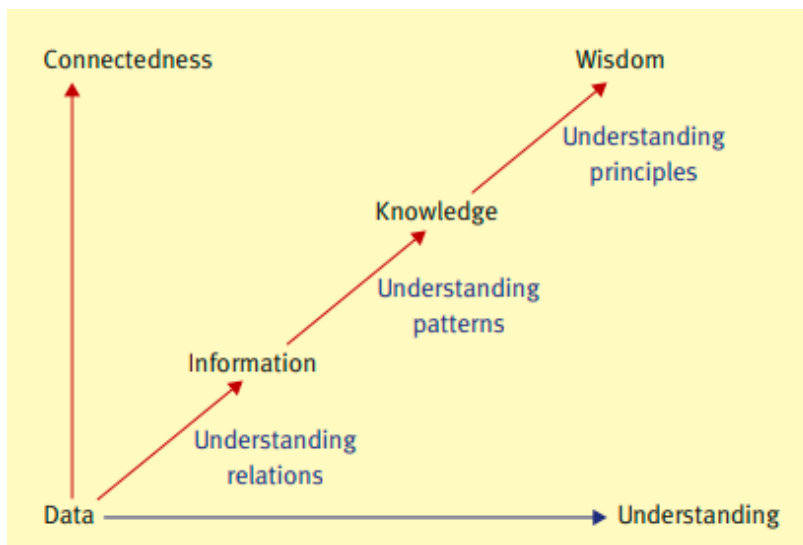 Connectedness
Wisdom
Understanding
principles
Knowledge
Understanding
patterns
Information
Understanding
relations
Data
Understanding